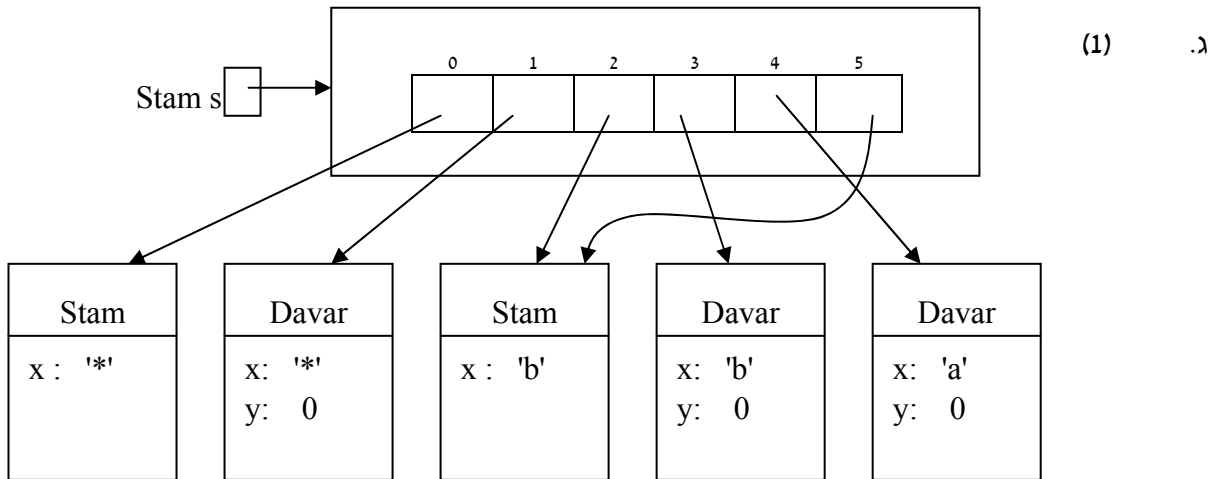 ג. (1)
0 1 2 3 4 5
Stam s
Stam Davar Stam Davar Davar
x : '*' x: '*' x : 'b' x: 'b' x: 'a'
y: 0 y: 0 y: 0